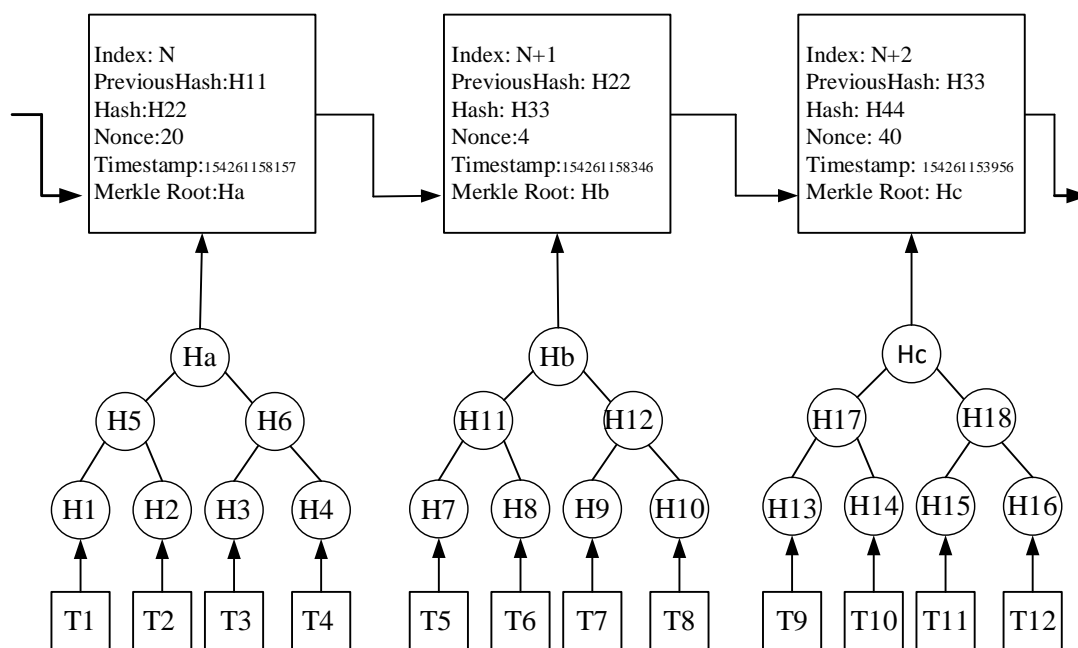 Index: N
PreviousHash:H11
Hash:H22
Nonce:20
Timestamp:154261158157
Merkle Root:Ha
Index: N+1
PreviousHash: H22
Hash: H33
Nonce:4
Timestamp:154261158346
Merkle Root: Hb
Index: N+2
PreviousHash: H33
Hash: H44
Nonce: 40
Timestamp: 154261153956
Merkle Root: Hc
Ha
Hb
Hc
H5
H6
H11
H12
H17
H18
H1
H2
H3
H4
H7
H8
H9
H10
H13
H14
H15
H16
T1
T2
T3
T4
T5
T6
T7
T8
T9
T10
T11
T12